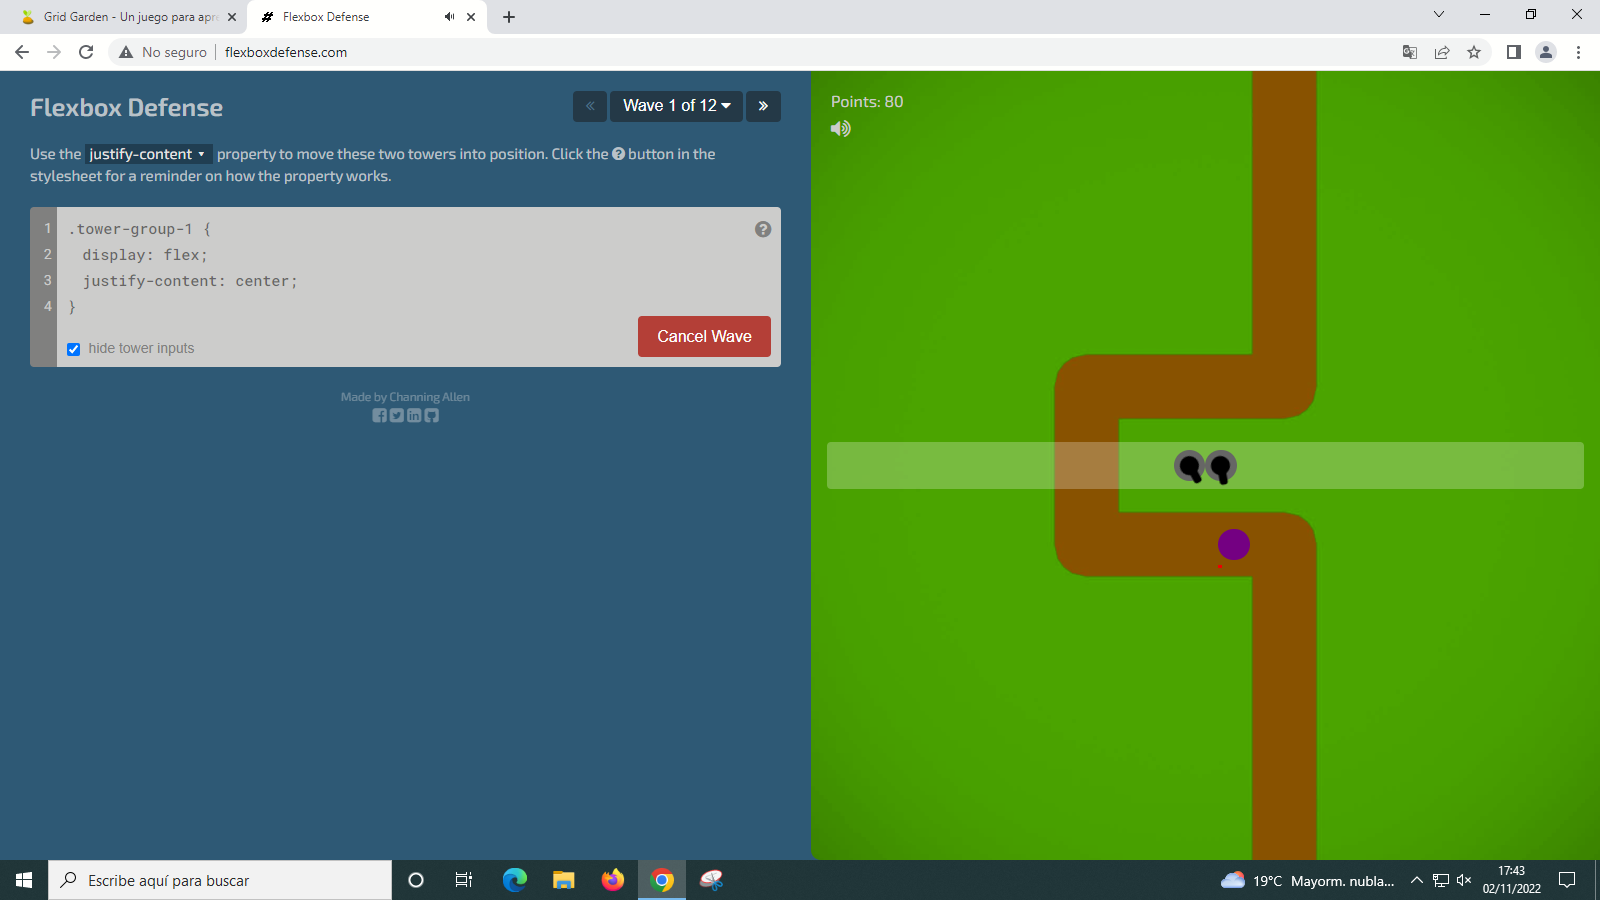 Grid Garden - Un juego para apre
Flexbox Defense
No seguro
flexboxdefense.com
Flexbox Defense
«
Wave 1 of 12
»
Use the justify-content property to move these two towers into position. Click the ? button in the
stylesheet for a reminder on how the property works.
1 .tower-group-1 {
2 display: flex;
3 justify-content: center;
4 }
?
hide tower inputs
Cancel Wave
Made by Channing Allen
Points: 80
Escribe aquí para buscar
19°C Mayorm. nubla...
17:43
02/11/2022